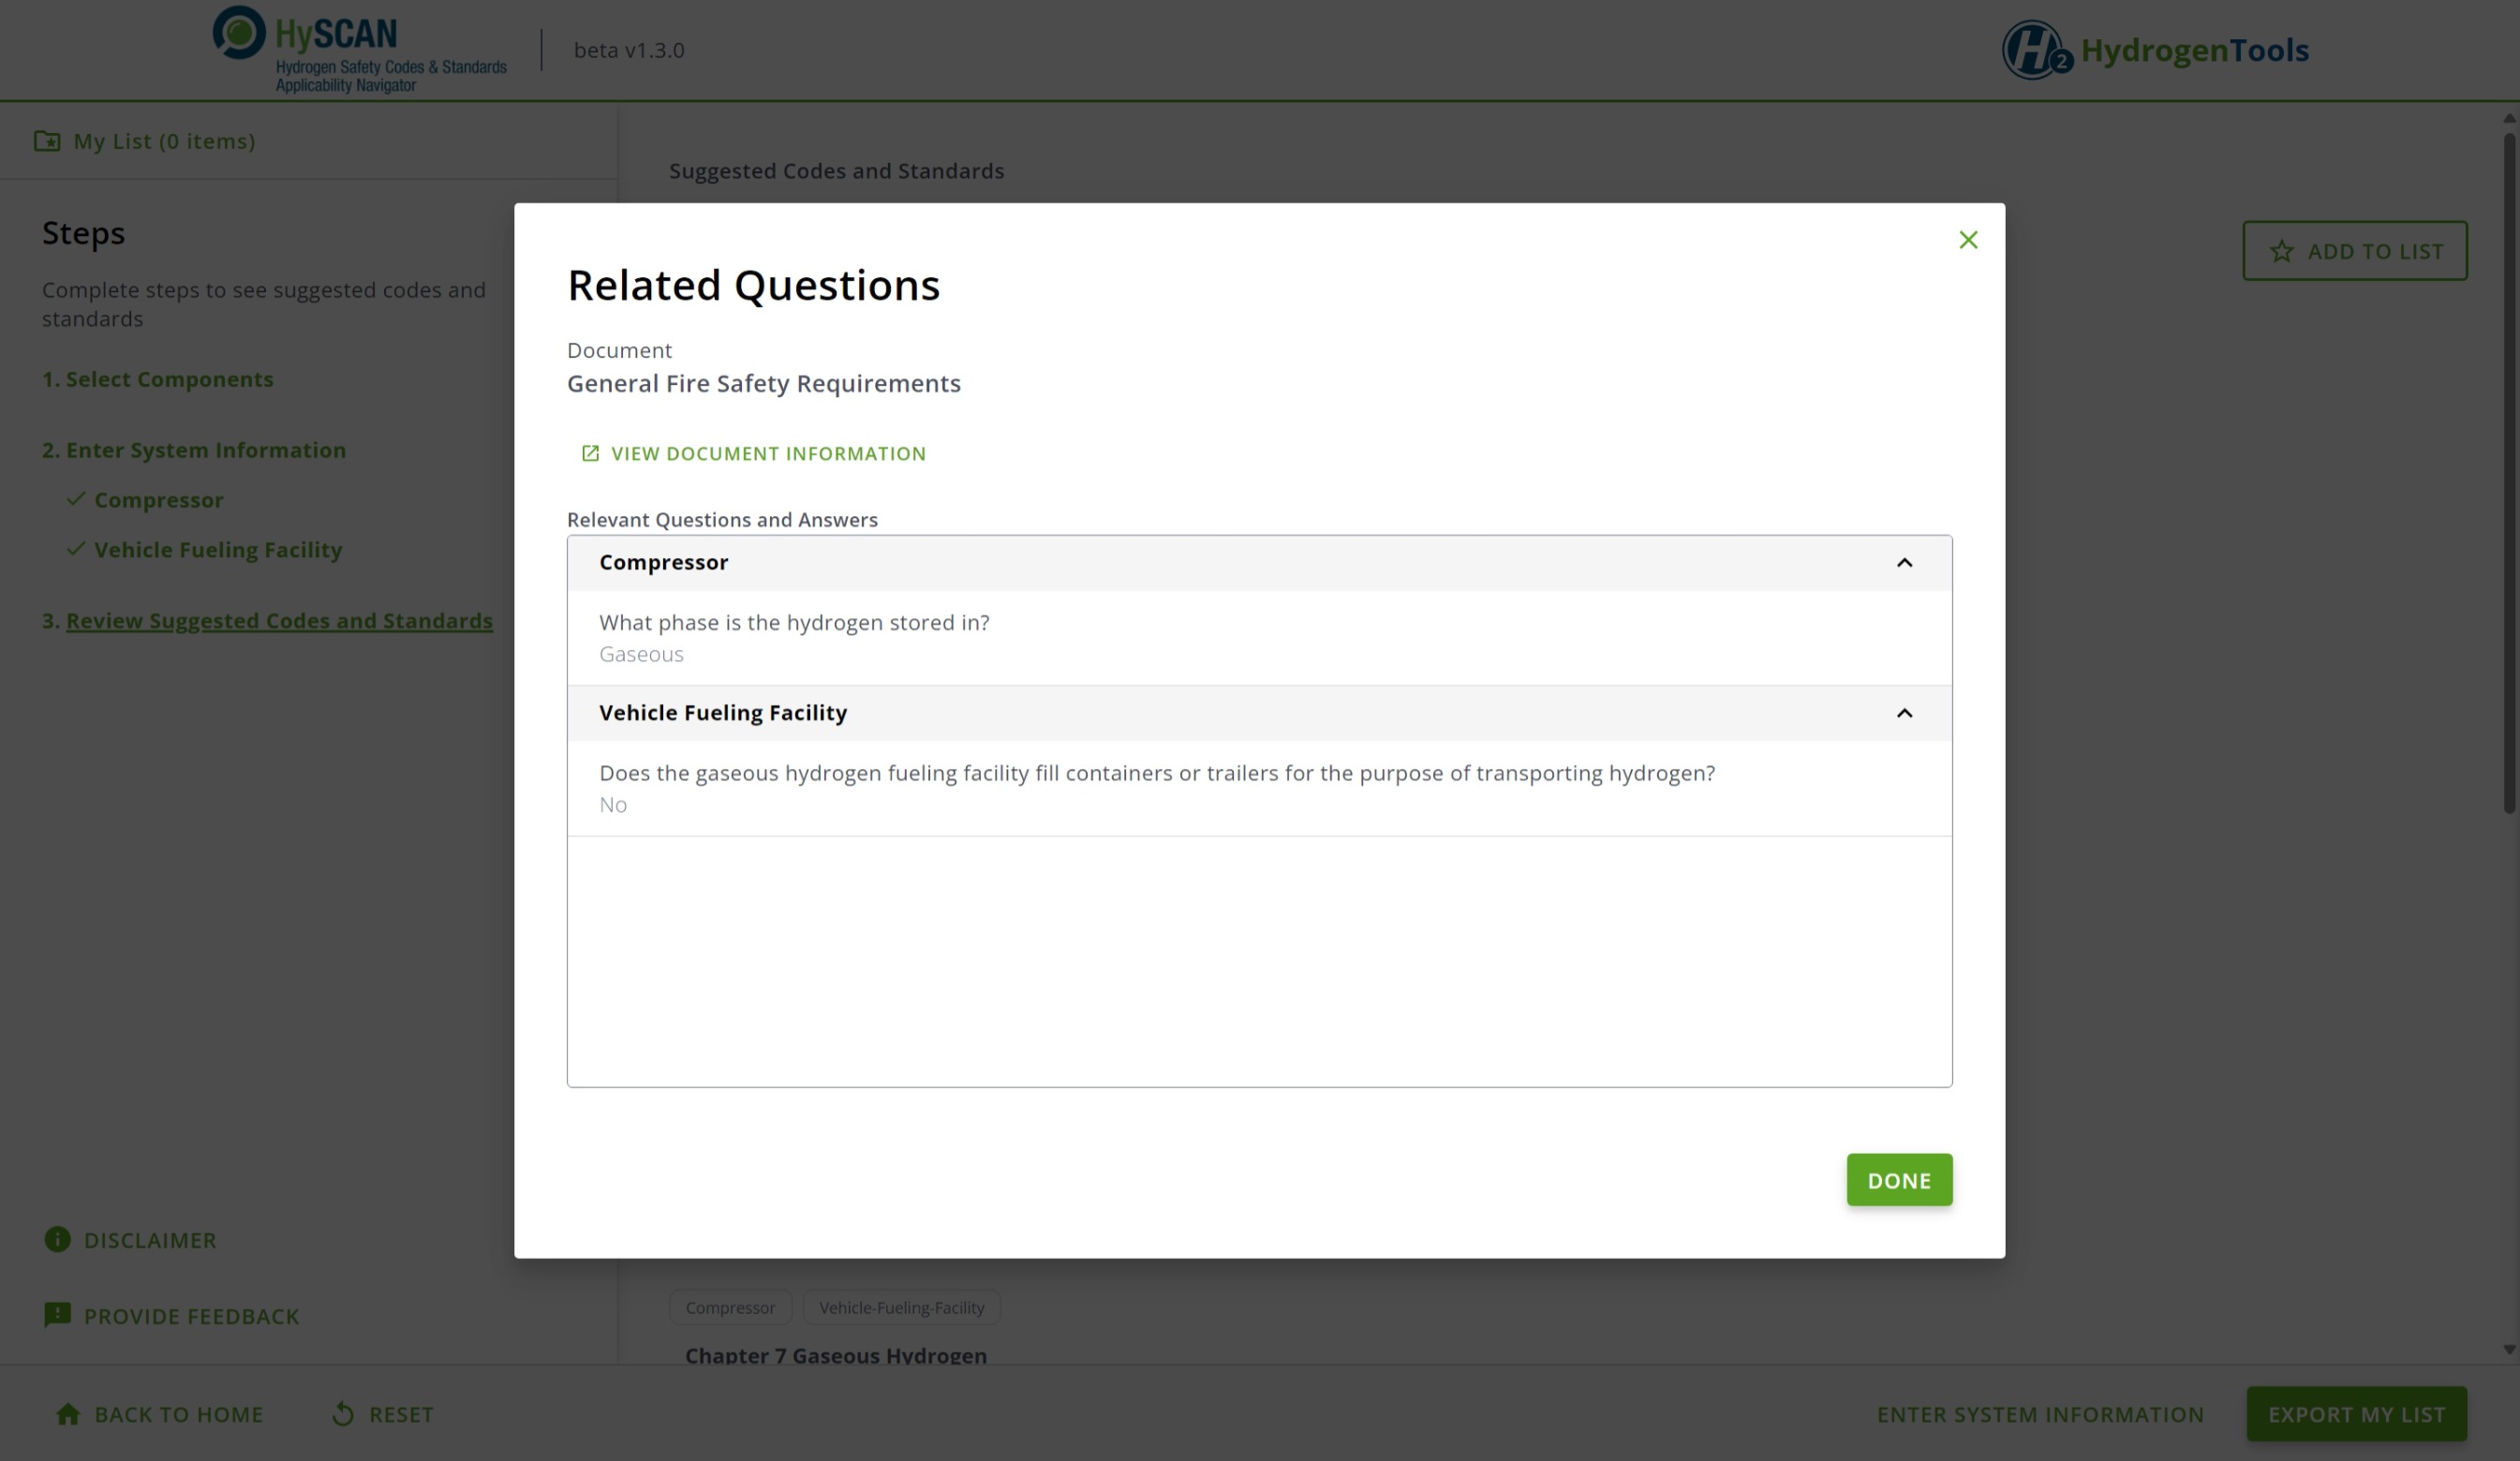 HySCAN
Hydrogen Safety Codes & Standards
Applicability Navigator
beta v1.3.0
H2 HydrogenTools
My List (0 items)
Steps
Complete steps to see suggested codes and
standards
1. Select Components
2. Enter System Information
Compressor
Vehicle Fueling Facility
3. Review Suggested Codes and Standards
DISCLAIMER
PROVIDE FEEDBACK
Suggested Codes and Standards
ADD TO LIST
Related Questions
Document
General Fire Safety Requirements
VIEW DOCUMENT INFORMATION
Relevant Questions and Answers
Compressor
What phase is the hydrogen stored in?
Gaseous
Vehicle Fueling Facility
Does the gaseous hydrogen fueling facility fill containers or trailers for the purpose of transporting hydrogen?
No
DONE
Compressor
Vehicle-Fueling-Facility
Chapter 7 Gaseous Hydrogen
BACK TO HOME
RESET
ENTER SYSTEM INFORMATION
EXPORT MY LIST